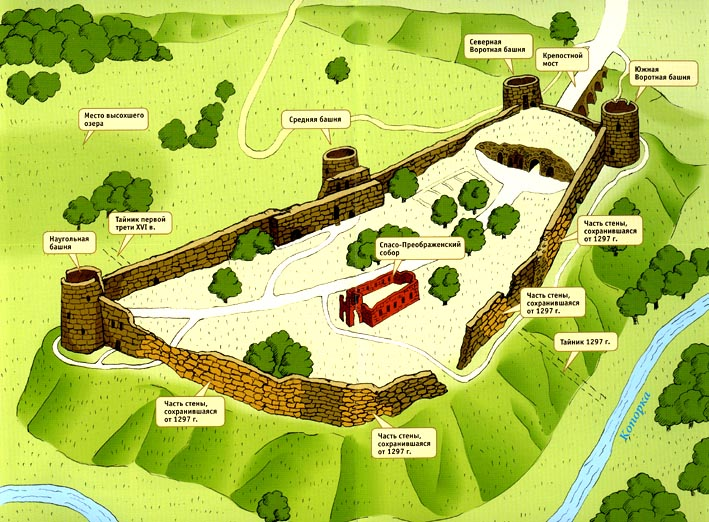 Северная
Воротная башня
Крепостной
мост
Южная
Воротная башня
Место высохшего
озера
Средняя башня
Тайник первой
трети XVI в.
Наугольная
башня
Часть стены,
сохранившаяся
от 1297 г.
Спасо-Преображенский
собор
Часть стены,
сохранившаяся
от 1297 г.
Тайник 1297 г.
Копорка
Часть стены,
сохранившаяся
от 1297 г.
Часть стены,
сохранившаяся
от 1297 г.